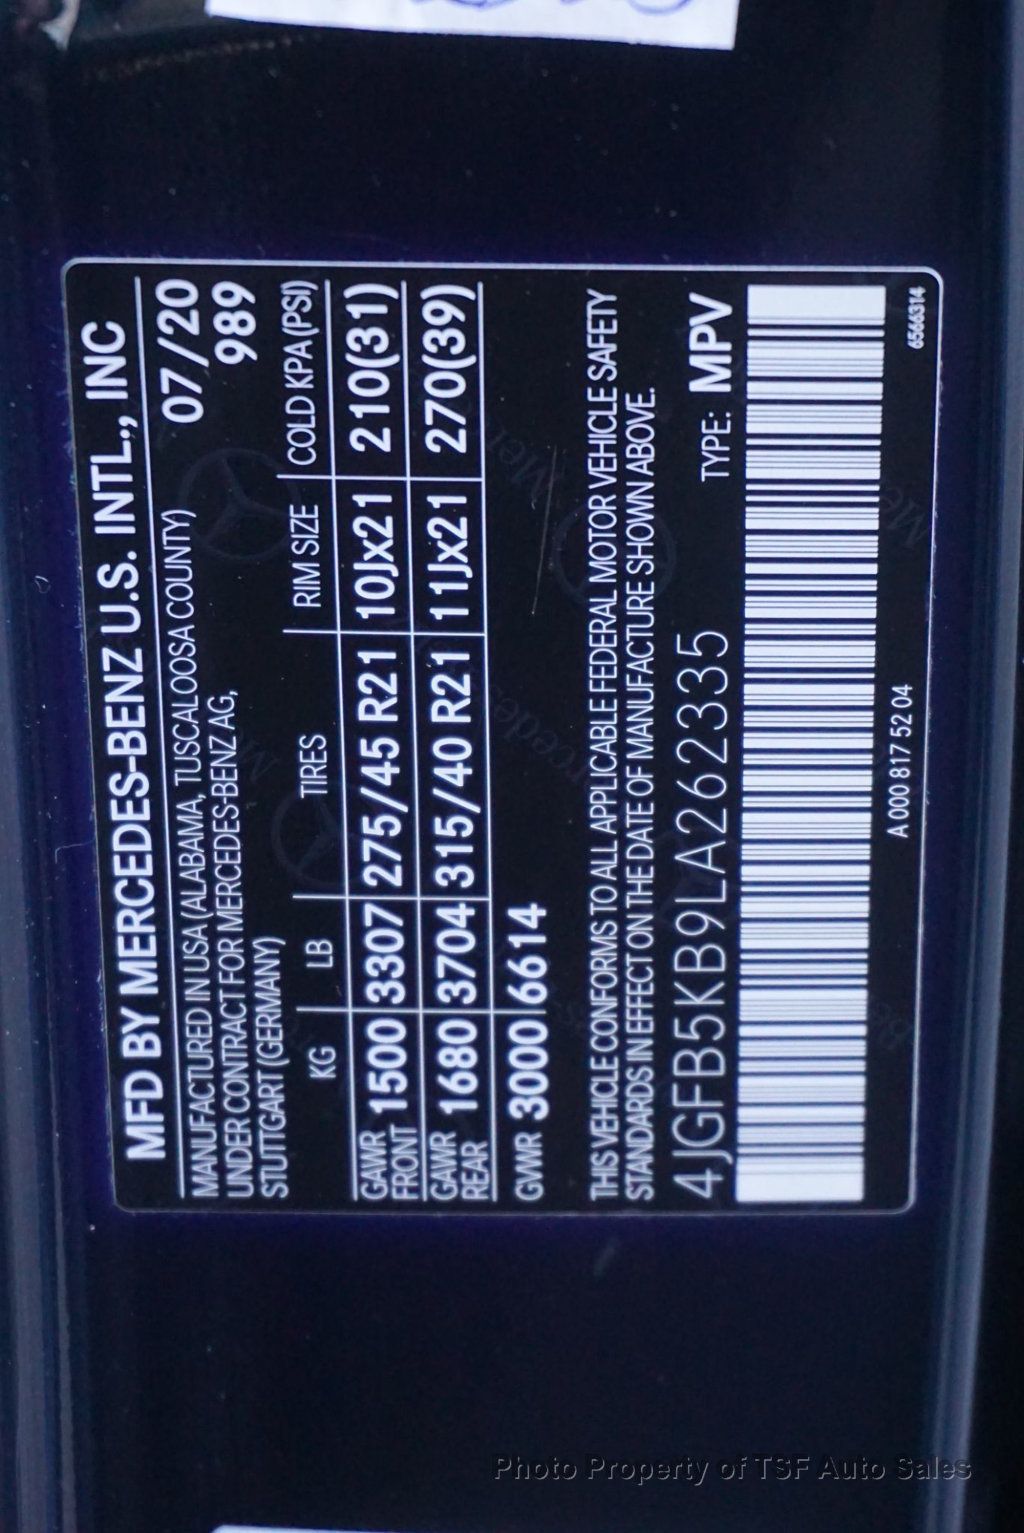 MFD BY MERCEDES-BENZ U.S. INTL., INC
MANUFACTURED IN USA (ALABAMA, TUSCALOOSA COUNTY) 07/20
UNDER CONTRACT FOR MERCEDES-BENZ AG, 989
STUTTGART (GERMANY)
KG LB TIRES RIM SIZE COLD KPA (PSI)
GAWR FRONT 1500 3307 275/45 R21 10Jx21 210(31)
GAWR REAR 1680 3704 315/40 R21 11Jx21 270(39)
GVWR 3000 6614
THIS VEHICLE CONFORMS TO ALL APPLICABLE FEDERAL MOTOR VEHICLE SAFETY
STANDARDS IN EFFECT ON THE DATE OF MANUFACTURE SHOWN ABOVE.
4JGFB5KB9LA262335 TYPE: MPV
A 000 817 52 04
6566314
Photo Property of TSF Auto Sales